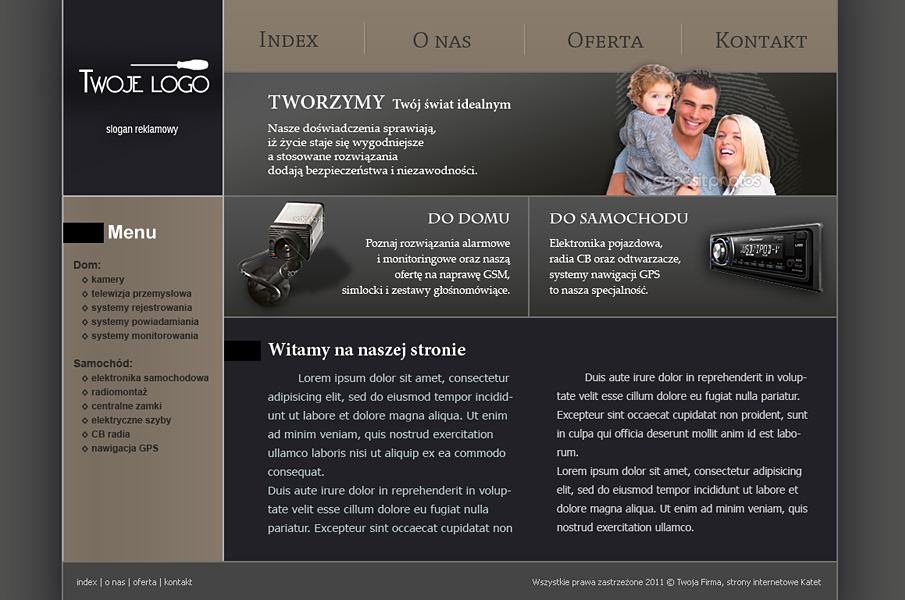 TWOJE LOGO
slogan reklamowy
INDEX
O NAS
OFERTA
KONTAKT
TWORZYMY Twój świat idealnym
Nasze doświadczenia sprawiają,
iż życie staje się wygodniejsze
a stosowane rozwiązania
dodają bezpieczeństwa i niezawodności.
depositphotos
DO DOMU
Poznaj rozwiązania alarmowe
i monitoringowe oraz naszą
ofertę na naprawę GSM,
simlocki i zestawy głośnomówiące.
DO SAMOCHODU
Elektronika pojazdowa,
radia CB oraz odtwarzacze,
systemy nawigacji GPS
to nasza specjalność.
Menu
Dom:
kamery
telewizja przemysłowa
systemy rejestrowania
systemy powiadamiania
systemy monitorowania
Samochód:
elektronika samochodowa
radiomontaż
centralne zamki
elektryczne szyby
CB radia
nawigacja GPS
Witamy na naszej stronie
Lorem ipsum dolor sit amet, consectetur
adipisicing elit, sed do eiusmod tempor incidid-
unt ut labore et dolore magna aliqua. Ut enim
ad minim veniam, quis nostrud exercitation
ullamco laboris nisi ut aliquip ex ea commodo
consequat.
Duis aute irure dolor in reprehenderit in volup-
tate velit esse cillum dolore eu fugiat nulla
pariatur. Excepteur sint occaecat cupidatat non
Duis aute irure dolor in reprehenderit in volup-
tate velit esse cillum dolore eu fugiat nulla pariatur.
Excepteur sint occaecat cupidatat non proident, sunt
in culpa qui officia deserunt mollit anim id est labo-
rum.
Lorem ipsum dolor sit amet, consectetur adipisicing
elit, sed do eiusmod tempor incididunt ut labore et
dolore magna aliqua. Ut enim ad minim veniam, quis
nostrud exercitation ullamco.
index | o nas | oferta | kontakt
Wszystkie prawa zastrzeżone 2011 © Twoja Firma, strony internetowe Katet